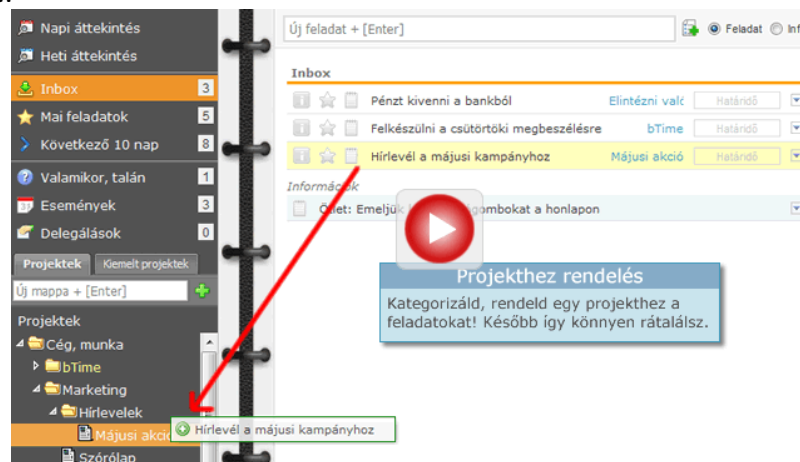 Napi áttekintés
Heti áttekintés
Inbox 3
Mai feladatok 5
Következő 10 nap 8
Valamikor, talán 1
Események 3
Delegálások 0
Projektek Kiemelt projektek
Új mappa + [Enter]
Projektek
Cég, munka
bTime
Marketing
Hírlevelek
Májusi akció
Szórólap
Új feladat + [Enter] Feladat Inf
Inbox
Pénzt kivenni a bankból Elintézni való Határidő
Felkészülni a csütörtöki megbeszélésre bTime Határidő
Hírlevél a májusi kampányhoz Májusi akció Határidő
Információk
Ötlet: Emeljük gombokat a honlapon
Projekthez rendelés
Kategorizáld, rendeld egy projekthez a
feladatokat! Később így könnyen rátalálsz.
Hírlevél a májusi kampányhoz